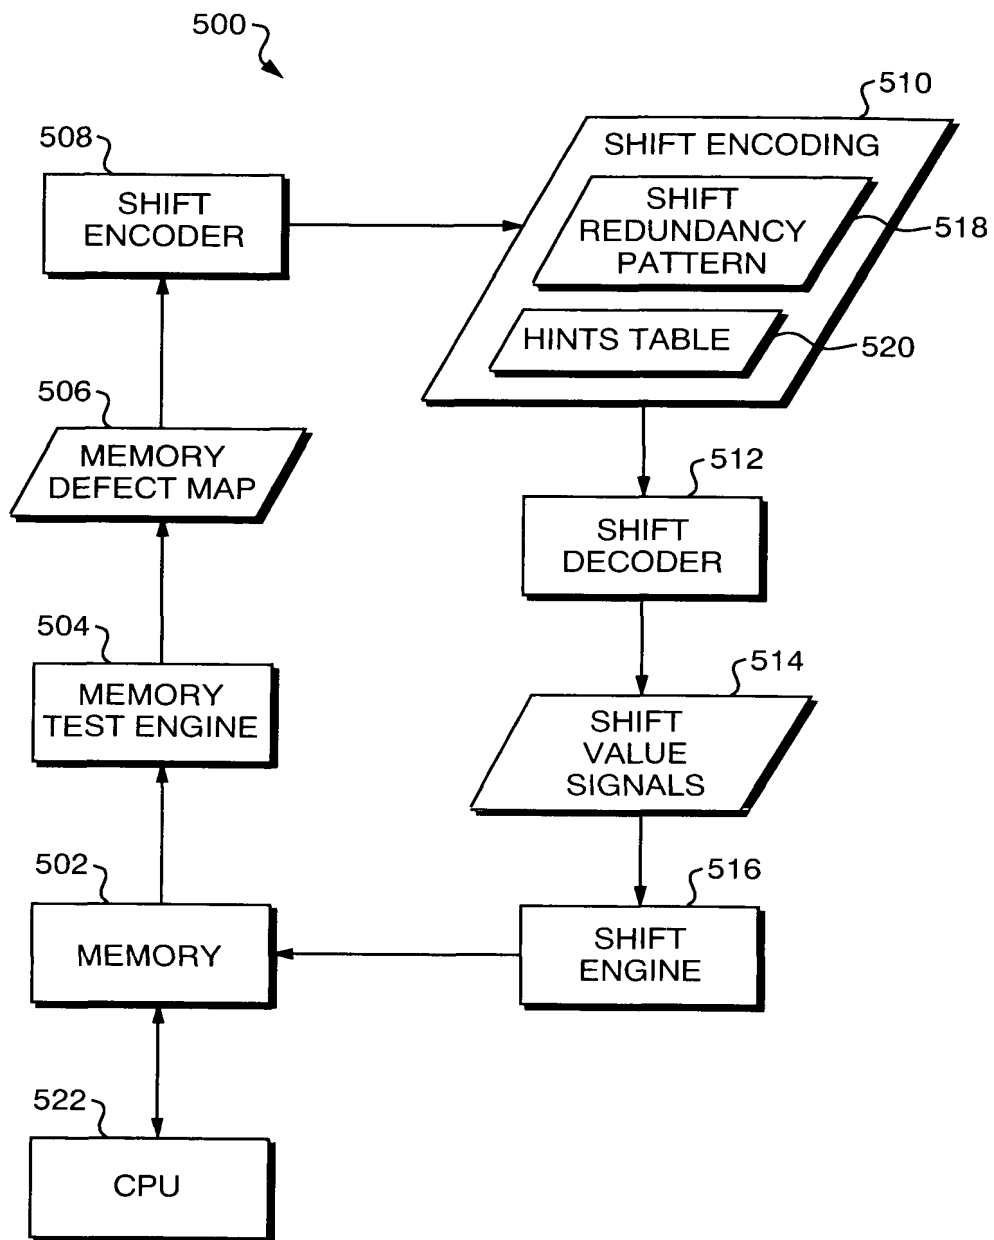 500
510
508
SHIFT ENCODING
SHIFT
ENCODER
SHIFT
REDUNDANCY
PATTERN
518
HINTS TABLE
520
506
MEMORY
DEFECT MAP
512
SHIFT
DECODER
504
MEMORY
TEST ENGINE
514
SHIFT
VALUE
SIGNALS
502
MEMORY
516
SHIFT
ENGINE
522
CPU